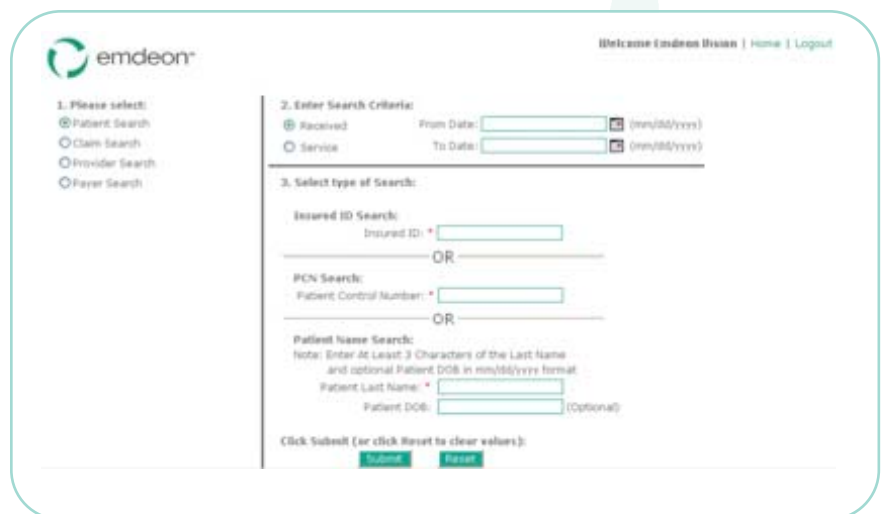 emdeon™
Welcome Emdeon | Home | Logout
1. Please select:
Patient Search
Claim Search
Provider Search
Payer Search
2. Enter Search Criteria:
Received From Date: (mm/dd/yyyy)
Service To Date: (mm/dd/yyyy)
3. Select type of Search:
Insured ID Search:
Insured ID: *
OR
PCN Search:
Patient Control Number: *
OR
Patient Name Search:
Note: Enter At Least 3 Characters of the Last Name
and optional Patient DOB in mm/dd/yyyy format
Patient Last Name: *
Patient DOB: (Optional)
Click Submit (or click Reset to clear values):
Submit Reset